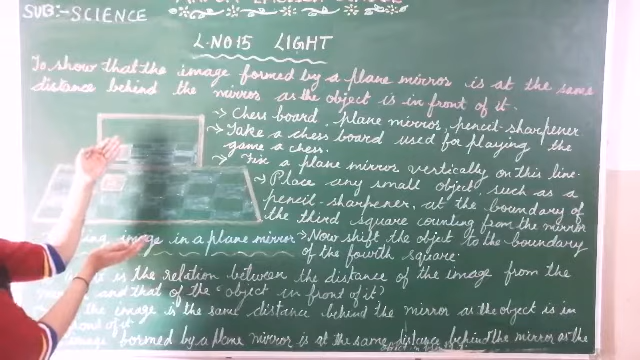 SUB:- SCIENCE
L.NO 15 LIGHT
To show that the image formed by a plane mirror is at the same
distance behind the mirror as the object is in front of it.
→ Chess board, plane mirror, pencil-sharpener
→ Take a chess board used for playing the
game a chess.
→ Fix a plane mirror vertically on this line.
→ Place any small object such as a
pencil-sharpener, at the boundary of
the third square counting from the mirror
image in a plane mirror → Now shift the object to the boundary
of the fourth square.
is the relation between the distance of the image from the
and that of the object in front of it?
the image is the same distance behind the mirror as the object is in
front of it
image formed by a plane mirror is at the same distance behind the mirror as the